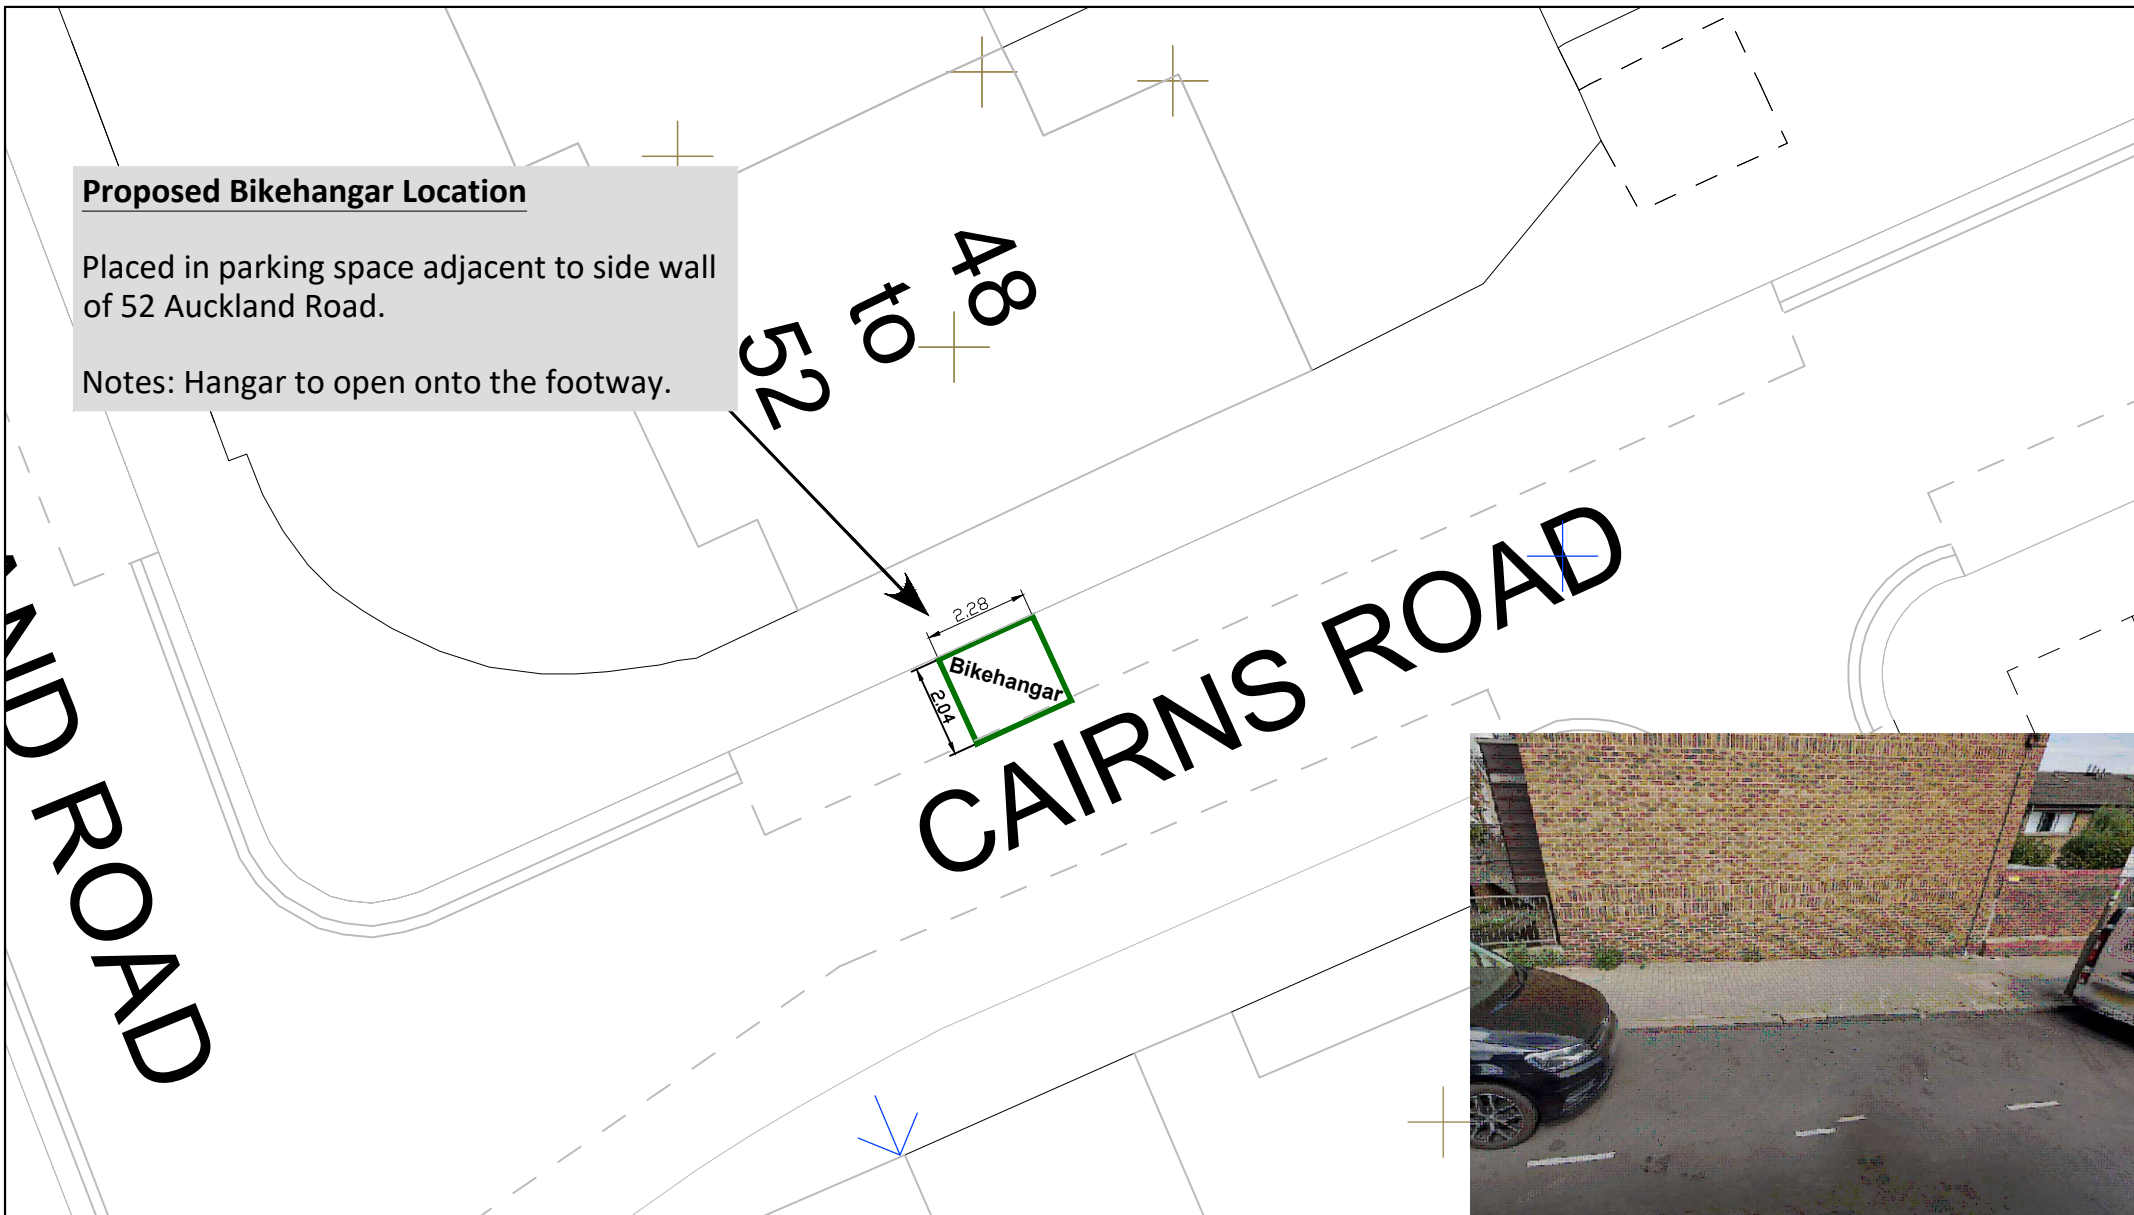 Proposed Bikehangar Location
Placed in parking space adjacent to side wall
of 52 Auckland Road.
Notes: Hangar to open onto the footway.
48
to
52
2.28
Bikehangar
2.04
CAIRNS ROAD
ND ROAD